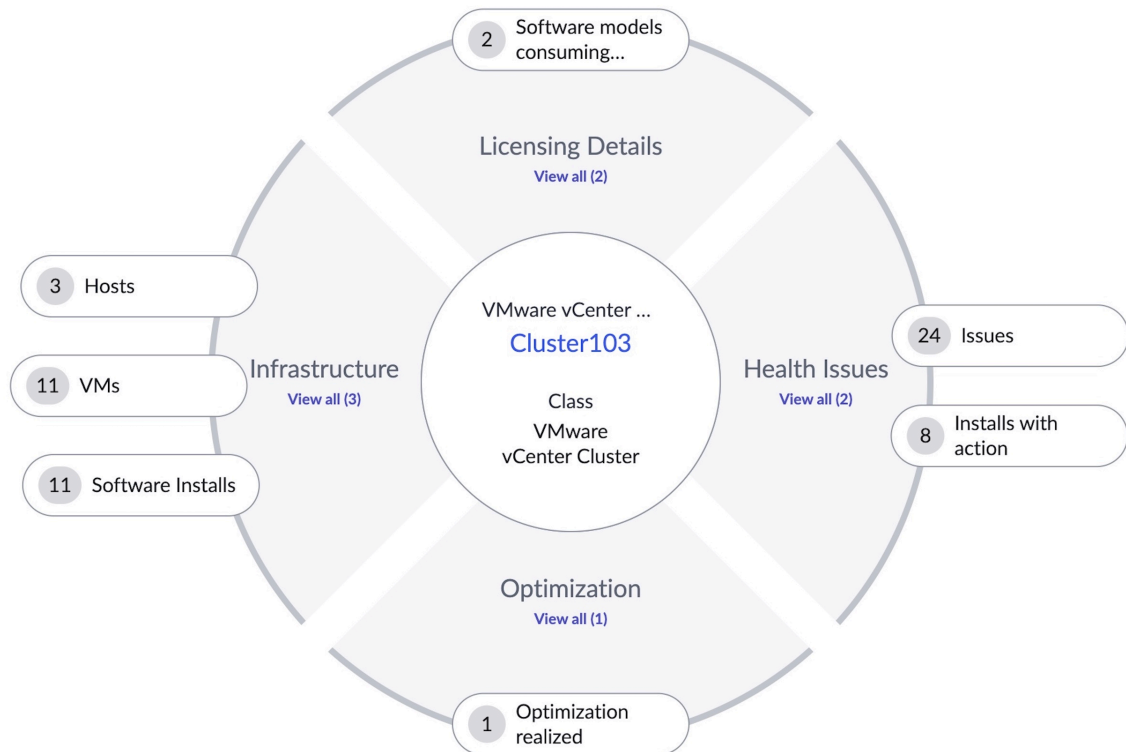 2 Software models
consuming...
Licensing Details
View all (2)
3 Hosts
11 VMs
11 Software Installs
Infrastructure
View all (3)
VMware vCenter ...
Cluster103
Class
VMware
vCenter Cluster
Health Issues
View all (2)
24 Issues
8 Installs with
action
Optimization
View all (1)
1 Optimization
realized